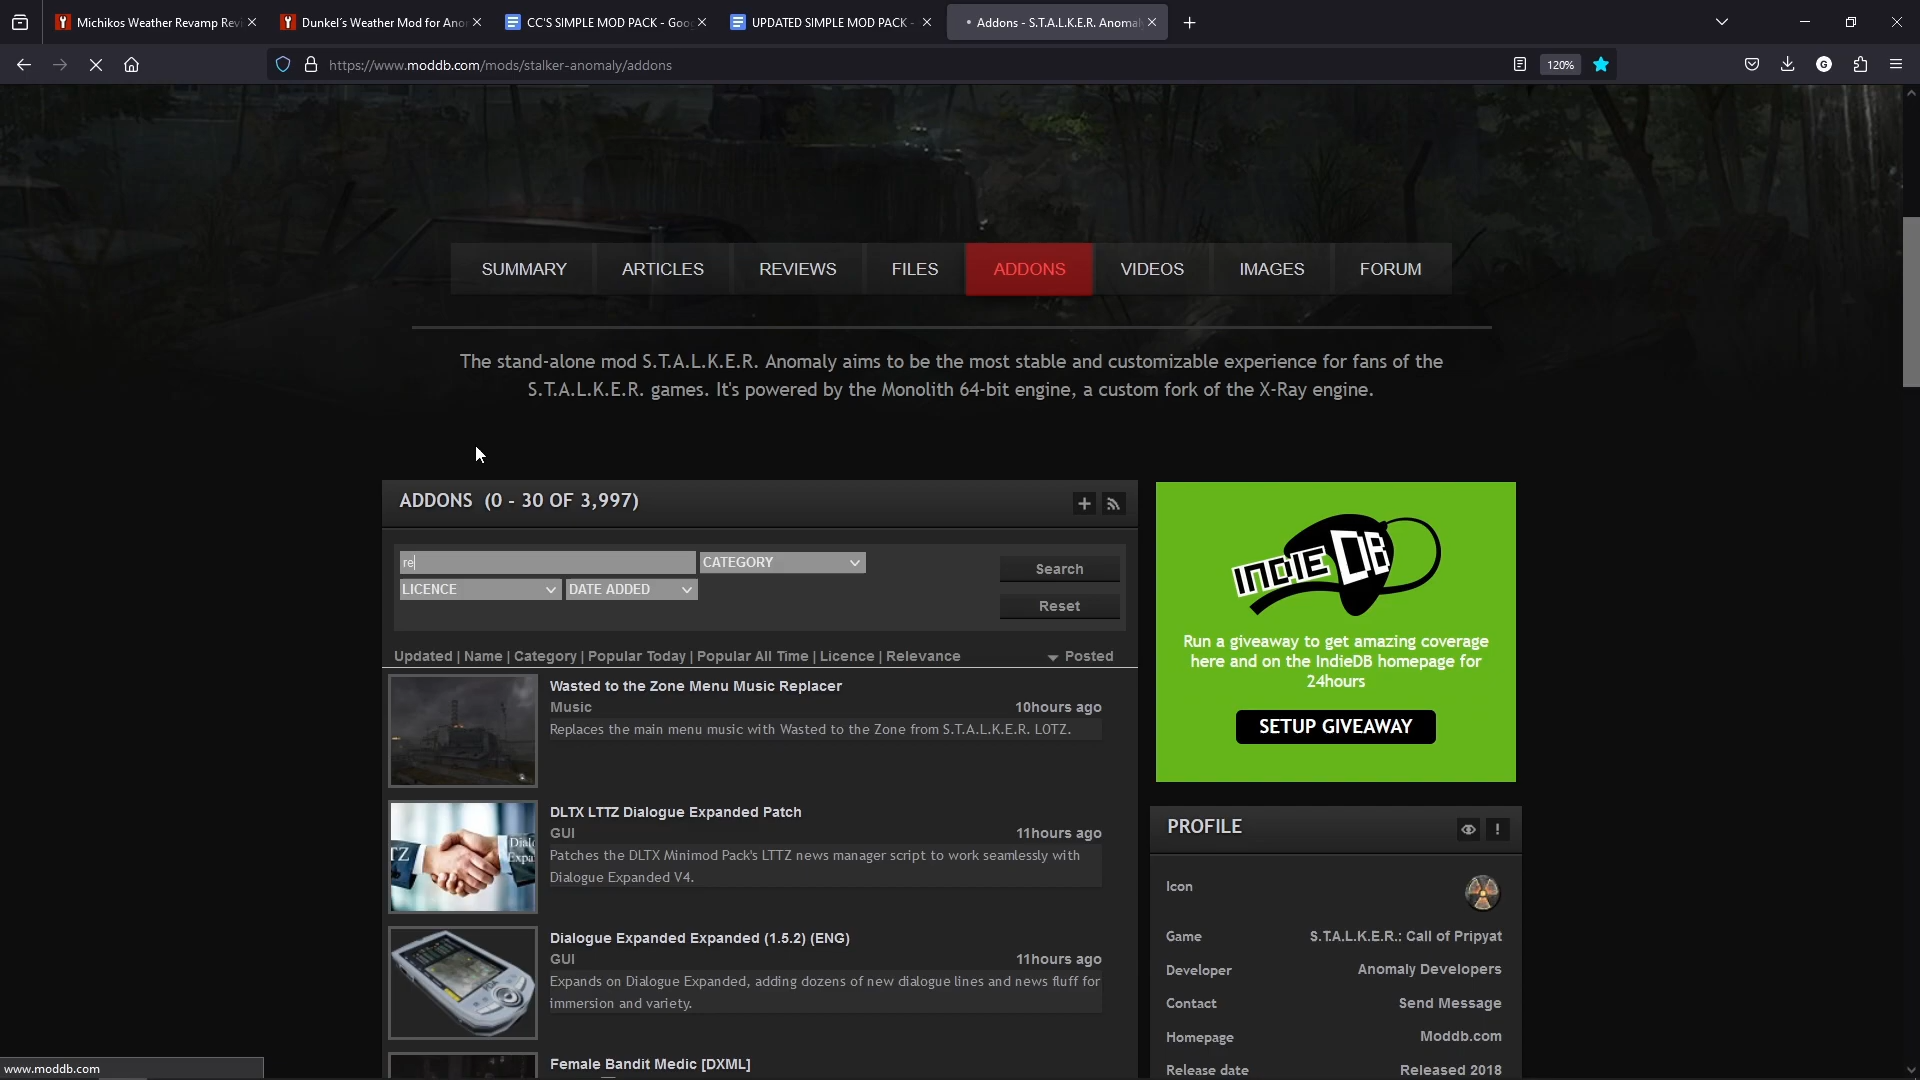 Michikos Weather Revamp Rev
Dunkel´s Weather Mod for Ano
CC'S SIMPLE MOD PACK - Goo
UPDATED SIMPLE MOD PACK -
Addons - S.T.A.L.K.E.R. Anomal
https://www.moddb.com/mods/stalker-anomaly/addons
120%
G
SUMMARY
ARTICLES
REVIEWS
FILES
ADDONS
VIDEOS
IMAGES
FORUM
The stand-alone mod S.T.A.L.K.E.R. Anomaly aims to be the most stable and customizable experience for fans of the
S.T.A.L.K.E.R. games. It's powered by the Monolith 64-bit engine, a custom fork of the X-Ray engine.
ADDONS (0 - 30 OF 3,997)
re
CATEGORY
Search
LICENCE
DATE ADDED
Reset
Updated | Name | Category | Popular Today | Popular All Time | Licence | Relevance
Posted
Wasted to the Zone Menu Music Replacer
Music
10hours ago
Replaces the main menu music with Wasted to the Zone from S.T.A.L.K.E.R. LOTZ.
DLTX LTTZ Dialogue Expanded Patch
GUI
11hours ago
Patches the DLTX Minimod Pack's LTTZ news manager script to work seamlessly with
Dialogue Expanded V4.
Dialogue Expanded Expanded (1.5.2) (ENG)
GUI
11hours ago
Expands on Dialogue Expanded, adding dozens of new dialogue lines and news fluff for
immersion and variety.
Female Bandit Medic [DXML]
INDIE DB
Run a giveaway to get amazing coverage
here and on the IndieDB homepage for
24hours
SETUP GIVEAWAY
PROFILE
Icon
Game
S.T.A.L.K.E.R.: Call of Pripyat
Developer
Anomaly Developers
Contact
Send Message
Homepage
Moddb.com
Release date
Released 2018
www.moddb.com